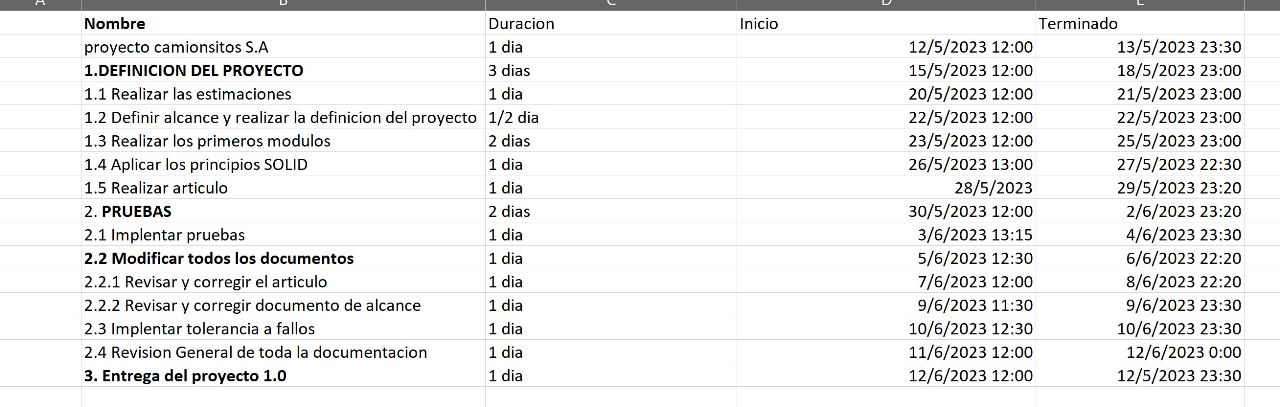 A B C D E
Nombre Duracion Inicio Terminado
proyecto camionsitos S.A 1 dia 12/5/2023 12:00 13/5/2023 23:30
1.DEFINICION DEL PROYECTO 3 dias 15/5/2023 12:00 18/5/2023 23:00
1.1 Realizar las estimaciones 1 dia 20/5/2023 12:00 21/5/2023 23:00
1.2 Definir alcance y realizar la definicion del proyecto 1/2 dia 22/5/2023 12:00 22/5/2023 23:00
1.3 Realizar los primeros modulos 2 dias 23/5/2023 12:00 25/5/2023 23:00
1.4 Aplicar los principios SOLID 1 dia 26/5/2023 13:00 27/5/2023 22:30
1.5 Realizar articulo 1 dia 28/5/2023 29/5/2023 23:20
2. PRUEBAS 2 dias 30/5/2023 12:00 2/6/2023 23:20
2.1 Implentar pruebas 1 dia 3/6/2023 13:15 4/6/2023 23:30
2.2 Modificar todos los documentos 1 dia 5/6/2023 12:30 6/6/2023 22:20
2.2.1 Revisar y corregir el articulo 1 dia 7/6/2023 12:00 8/6/2023 22:20
2.2.2 Revisar y corregir documento de alcance 1 dia 9/6/2023 11:30 9/6/2023 23:30
2.3 Implentar tolerancia a fallos 1 dia 10/6/2023 12:30 10/6/2023 23:30
2.4 Revision General de toda la documentacion 1 dia 11/6/2023 12:00 12/6/2023 0:00
3. Entrega del proyecto 1.0 1 dia 12/6/2023 12:00 12/5/2023 23:30